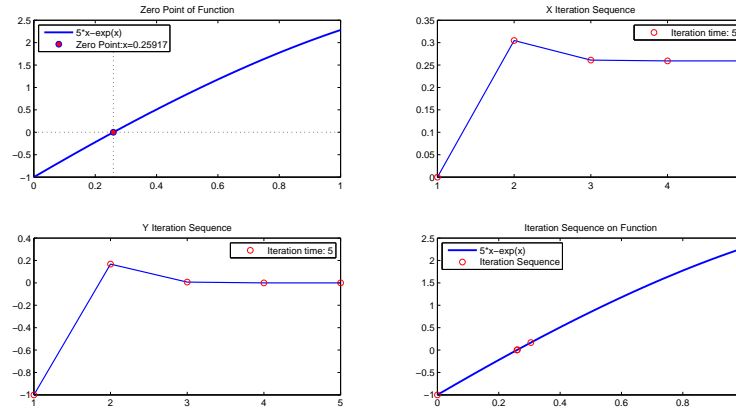 Zero Point of Function
5*x−exp(x)
Zero Point:x=0.25917
2.5
2
1.5
1
0.5
0
−0.5
−1
0 0.2 0.4 0.6 0.8 1
X Iteration Sequence
Iteration time: 5
0.35
0.3
0.25
0.2
0.15
0.1
0.05
0
1 2 3 4
Y Iteration Sequence
Iteration time: 5
0.4
0.2
0
−0.2
−0.4
−0.6
−0.8
−1
1 2 3 4 5
Iteration Sequence on Function
5*x−exp(x)
Iteration Sequence
2.5
2
1.5
1
0.5
0
−0.5
−1
0 0.2 0.4 0.6 0.8